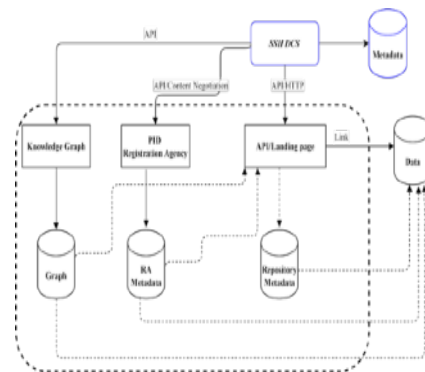 API
SSHOC DCS
Metadata
API/Content Negotiation
API/HTTP
Knowledge Graph
PID
Registration Agency
API/Landing page
Link
Data
Graph
RA
Metadata
Repository
Metadata